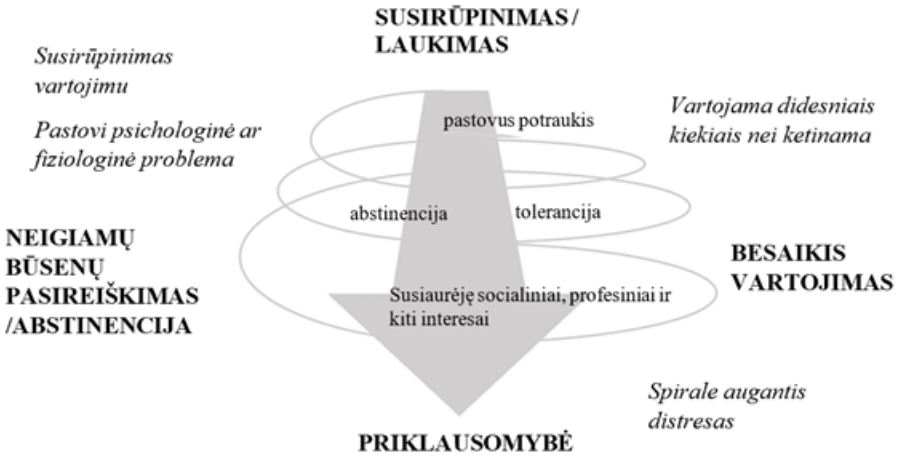 SUSIRŪPINIMAS /
LAUKIMAS
Susirūpinimas
vartojimu
Pastovi psichologinė ar
fiziologinė problema
Vartojama didesniais
kiekiais nei ketinama
pastovus potraukis
abstinencija
tolerancija
NEIGIAMŲ
BŪSENŲ
PASIREIŠKIMAS
/ABSTINENCIJA
BESAIKIS
VARTOJIMAS
Susiaurėję socialiniai, profesiniai ir
kiti interesai
Spirale augantis
distresas
PRIKLAUSOMYBĖ